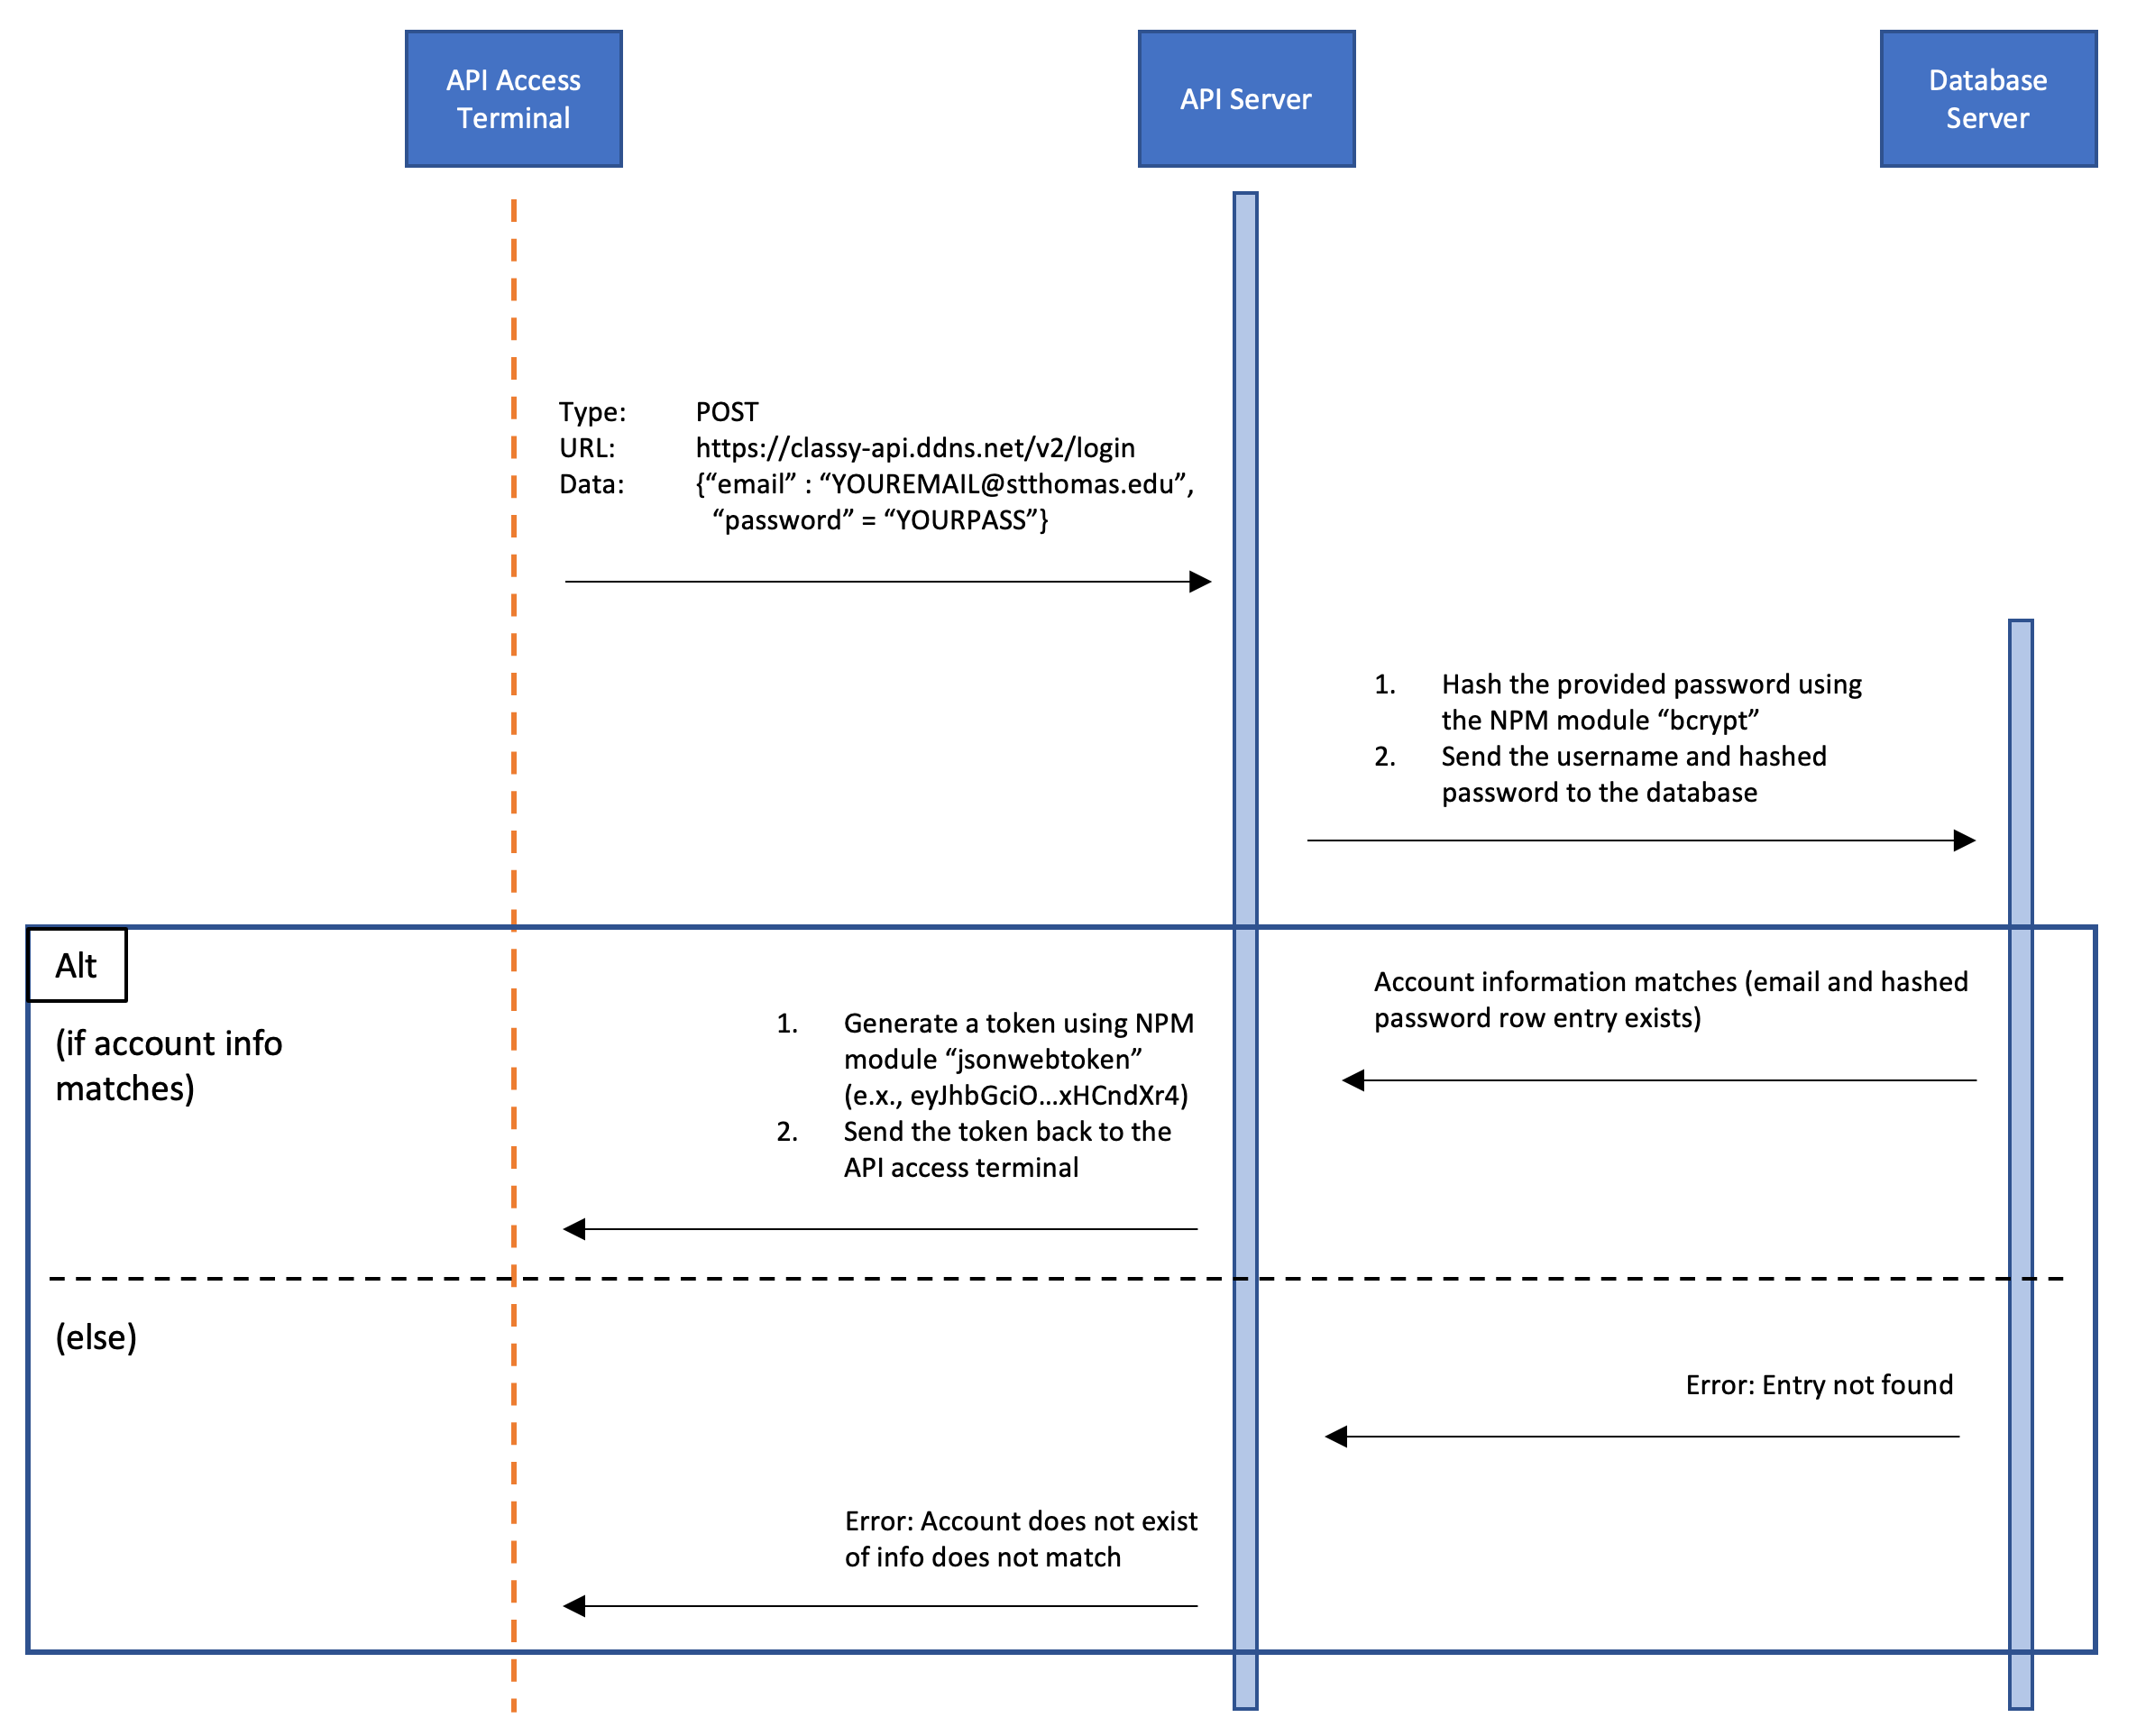 API Access
Terminal
API Server
Database
Server
Type: POST
URL: https://classy-api.ddns.net/v2/login
Data: {“email” : “YOUREMAIL@stthomas.edu”,
“password” = “YOURPASS”}
1. Hash the provided password using
the NPM module “bcrypt”
2. Send the username and hashed
password to the database
Alt
(if account info
matches)
Account information matches (email and hashed
password row entry exists)
1. Generate a token using NPM
module “jsonwebtoken”
(e.x., eyJhbGciO...xHCndXr4)
2. Send the token back to the
API access terminal
(else)
Error: Entry not found
Error: Account does not exist
of info does not match